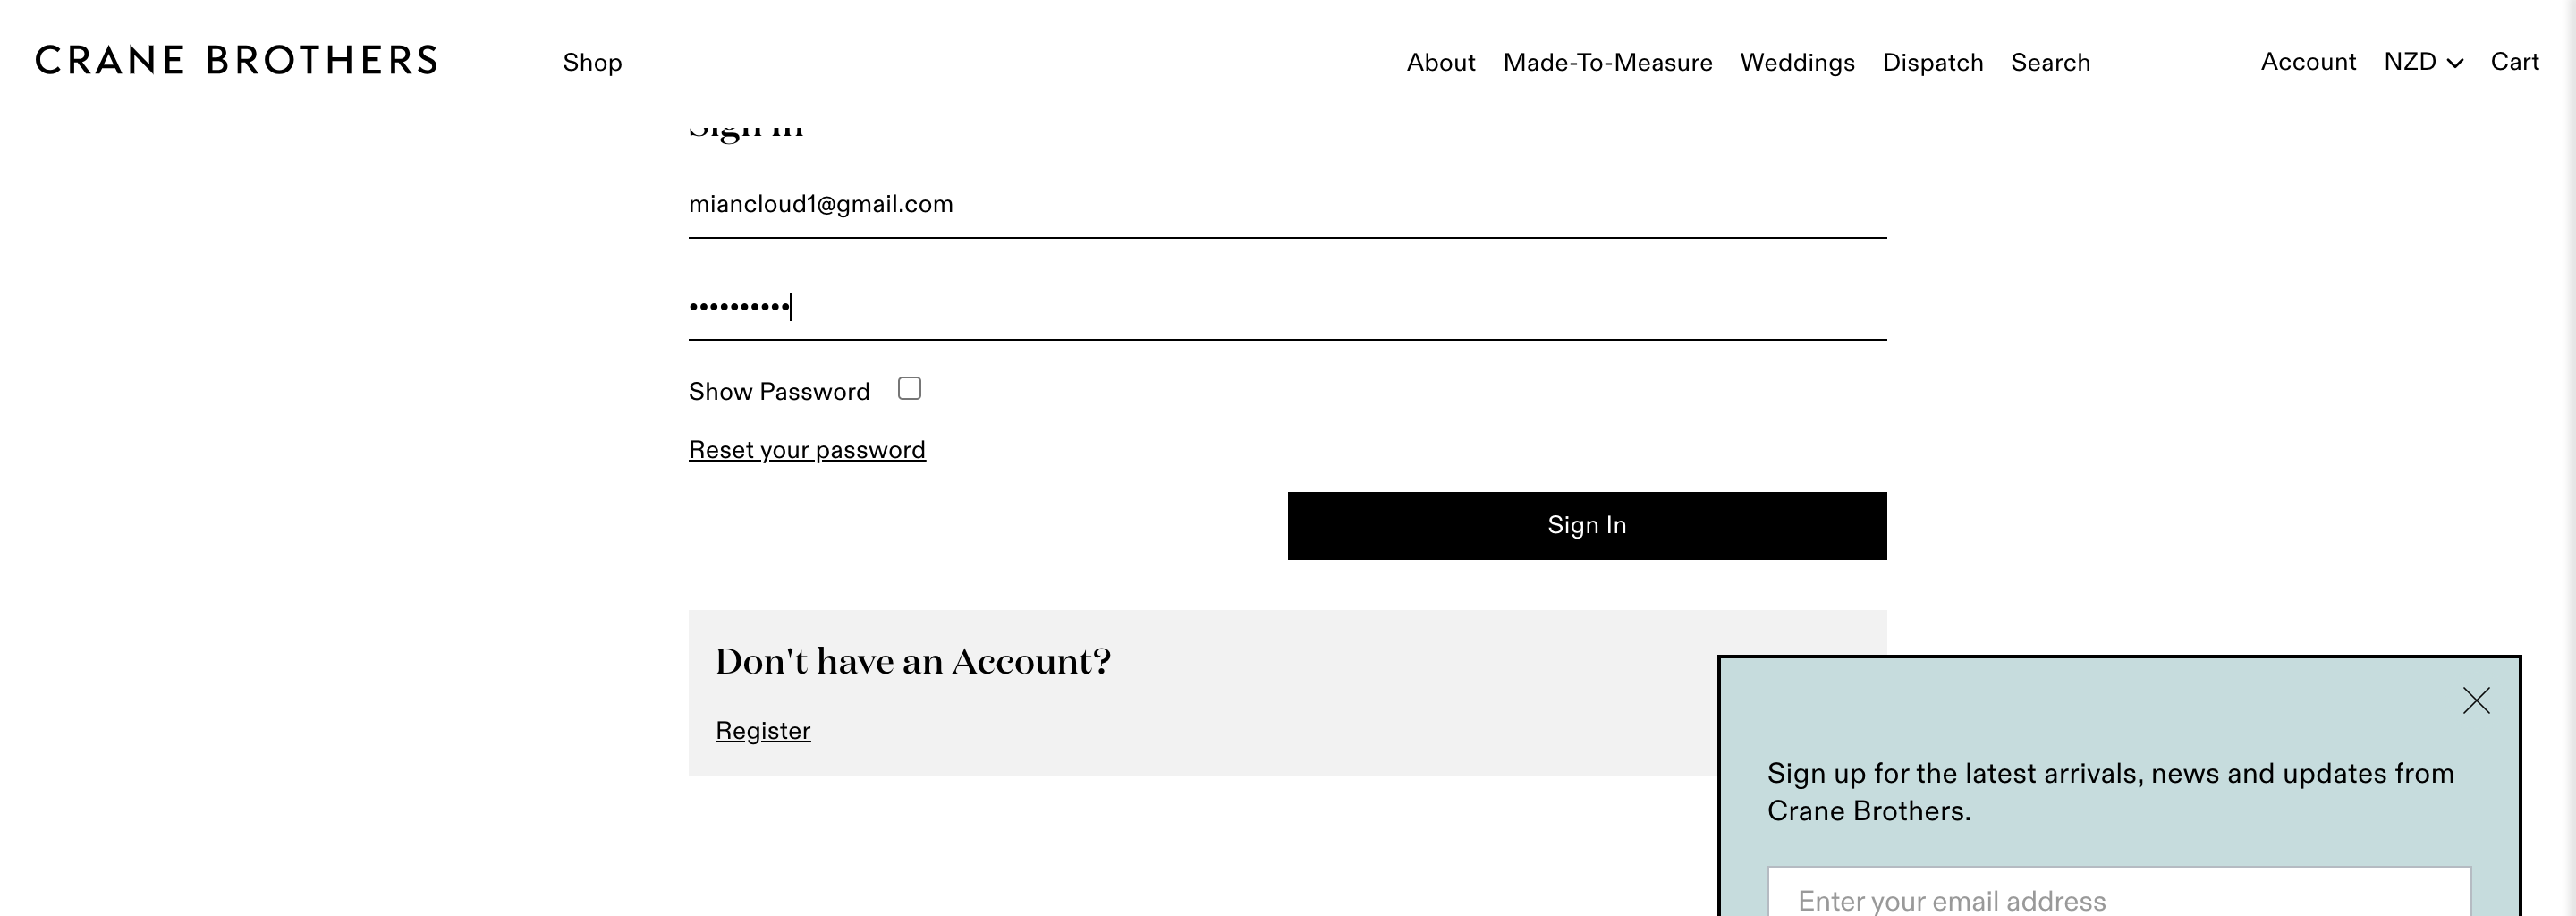 CRANE BROTHERS
Shop
About Made-To-Measure Weddings Dispatch Search
Account NZD Cart
Sign in
miancloud1@gmail.com
••••••••••
Show Password
Reset your password
Sign In
Don't have an Account?
Register
Sign up for the latest arrivals, news and updates from
Crane Brothers.
Enter your email address